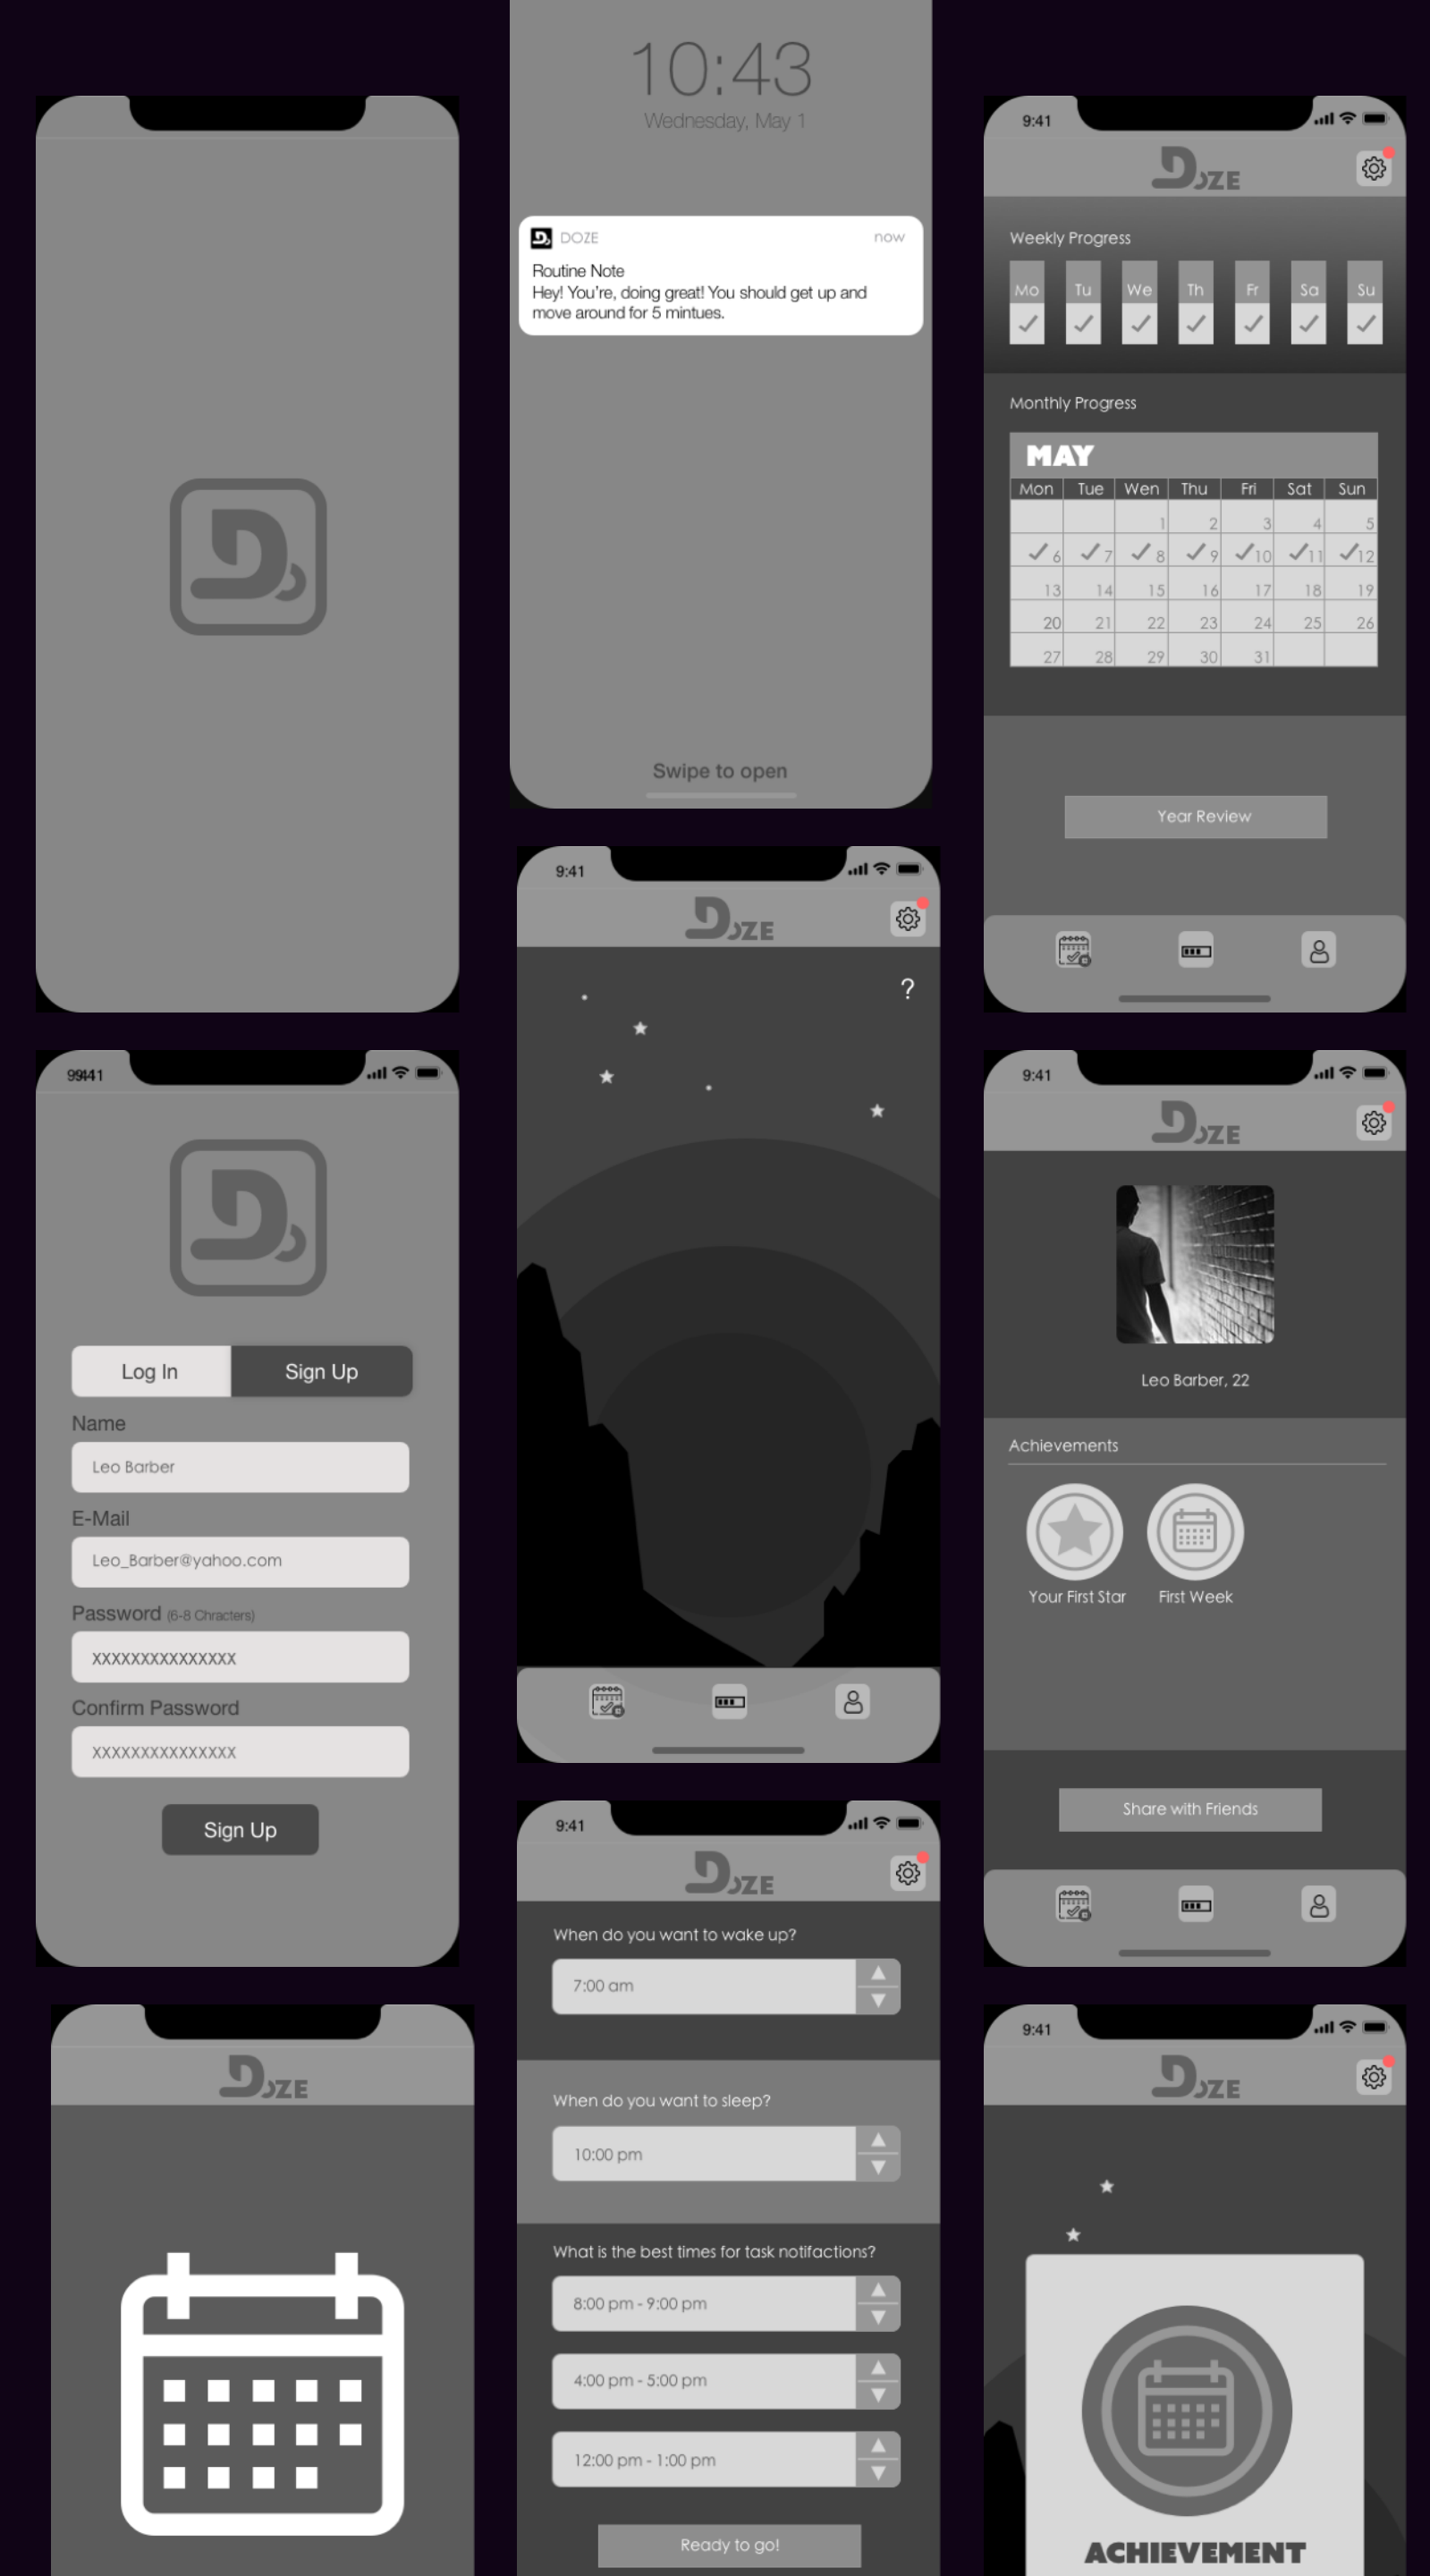 10:43
Wednesday, May 1
DOZE
now
Routine Note
Hey! You're, doing great! You should get up and
move around for 5 mintues.
Swipe to open
99441
Log In
Sign Up
Name
Leo Barber
E-Mail
Leo_Barber@yahoo.com
Password (6-8 Chracters)
XXXXXXXXXXXXXXX
Confirm Password
XXXXXXXXXXXXXXX
Sign Up
DOZE
9:41
DOZE
?
9:41
DOZE
When do you want to wake up?
7:00 am
When do you want to sleep?
10:00 pm
What is the best times for task notifactions?
8:00 pm - 9:00 pm
4:00 pm - 5:00 pm
12:00 pm - 1:00 pm
Ready to go!
9:41
DOZE
Weekly Progress
Mo Tu We Th Fr Sa Su
Monthly Progress
MAY
Mon Tue Wen Thu Fri Sat Sun
1 2 3 4 5
6 7 8 9 10 11 12
13 14 15 16 17 18 19
20 21 22 23 24 25 26
27 28 29 30 31
Year Review
9:41
DOZE
Leo Barber, 22
Achievements
Your First Star
First Week
Share with Friends
9:41
DOZE
ACHIEVEMENT